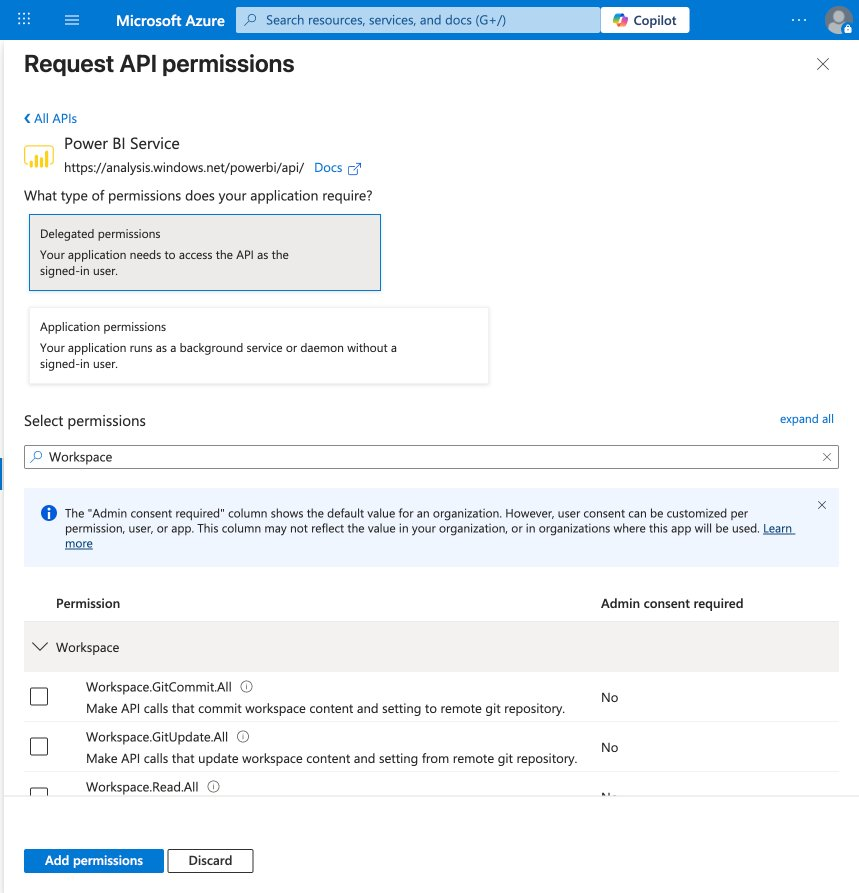 Microsoft Azure
Search resources, services, and docs (G+/)
Copilot
Request API permissions
All APIs
Power BI Service
https://analysis.windows.net/powerbi/api/ Docs
What type of permissions does your application require?
Delegated permissions
Your application needs to access the API as the
signed-in user.
Application permissions
Your application runs as a background service or daemon without a
signed-in user.
Select permissions
expand all
Workspace
The "Admin consent required" column shows the default value for an organization. However, user consent can be customized per
permission, user, or app. This column may not reflect the value in your organization, or in organizations where this app will be used. Learn
more
Permission Admin consent required
Workspace
Workspace.GitCommit.All
Make API calls that commit workspace content and setting to remote git repository.
No
Workspace.GitUpdate.All
Make API calls that update workspace content and setting from remote git repository.
No
Workspace.Read.All
Add permissions Discard